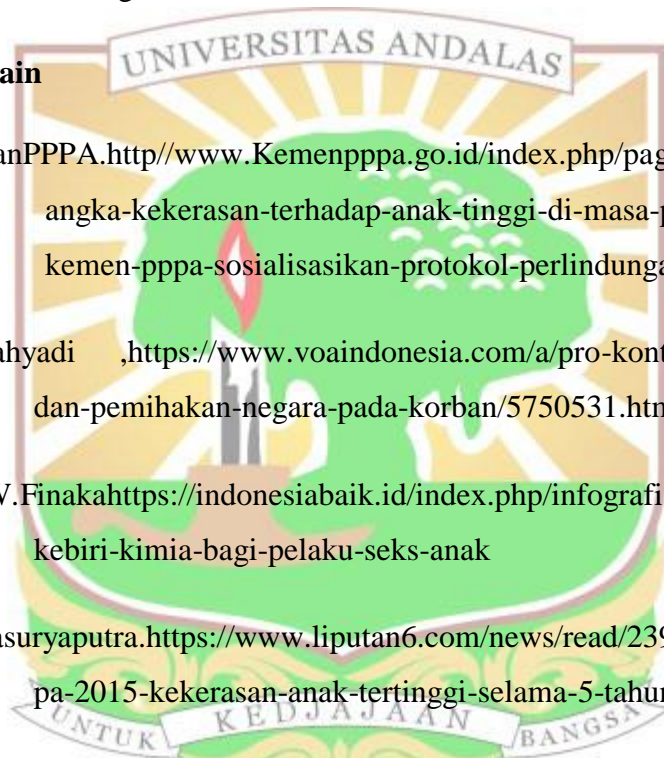 UNIVERSITAS ANDALAS
ain
anPPPA.http//www.Kemenpppa.go.id/index.php/pag
angka-kekerasan-terhadap-anak-tinggi-di-masa-p
kemen-pppa-sosialisasikan-protokol-perlindunga
ahyadi ,https://www.voaindonesia.com/a/pro-kont
dan-pemihakan-negara-pada-korban/5750531.htm
V.Finakahttps://indonesiabaik.id/index.php/infografi
kebiri-kimia-bagi-pelaku-seks-anak
asuryaputra.https://www.liputan6.com/news/read/239
pa-2015-kekerasan-anak-tertinggi-selama-5-tahun
UNTUK KEDJAJAAN BANGSA